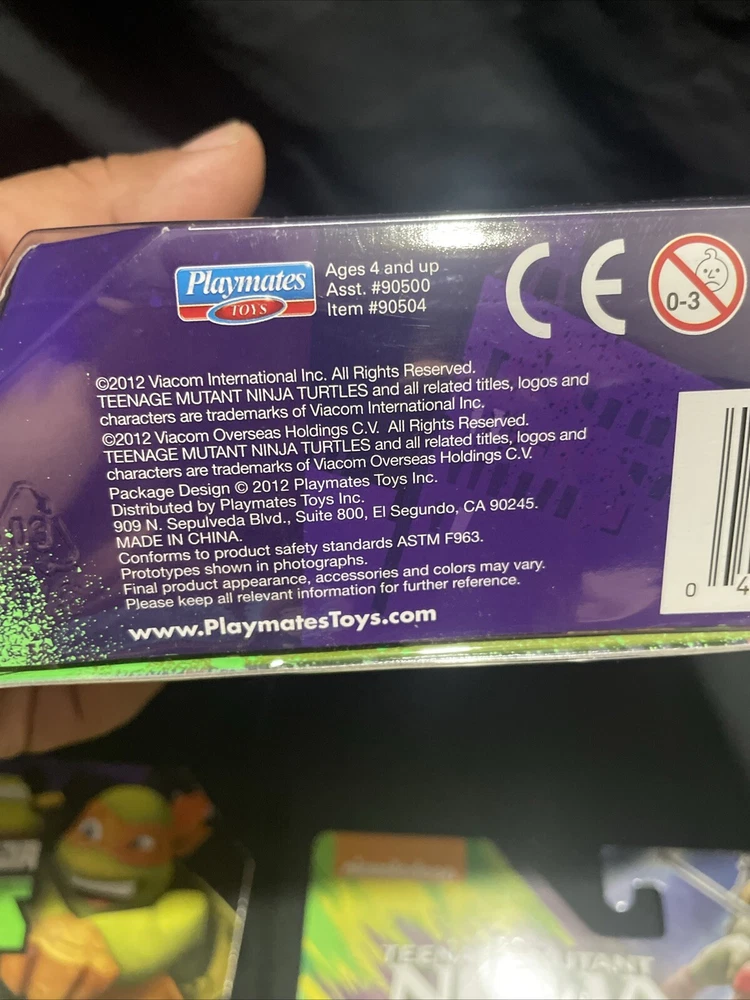 Playmates
TOYS
Ages 4 and up
Asst. #90500
Item #90504
CE
0-3
©2012 Viacom International Inc. All Rights Reserved.
TEENAGE MUTANT NINJA TURTLES and all related titles, logos and
characters are trademarks of Viacom International Inc.
©2012 Viacom Overseas Holdings C.V. All Rights Reserved.
TEENAGE MUTANT NINJA TURTLES and all related titles, logos and
characters are trademarks of Viacom Overseas Holdings C.V.
Package Design © 2012 Playmates Toys Inc.
Distributed by Playmates Toys Inc.
909 N. Sepulveda Blvd., Suite 800, El Segundo, CA 90245.
MADE IN CHINA.
Conforms to product safety standards ASTM F963.
Prototypes shown in photographs.
Final product appearance, accessories and colors may vary.
Please keep all relevant information for further reference.
www.PlaymatesToys.com
0 4
13
nickelodeon
TEENAGE MUTANT
NINJA